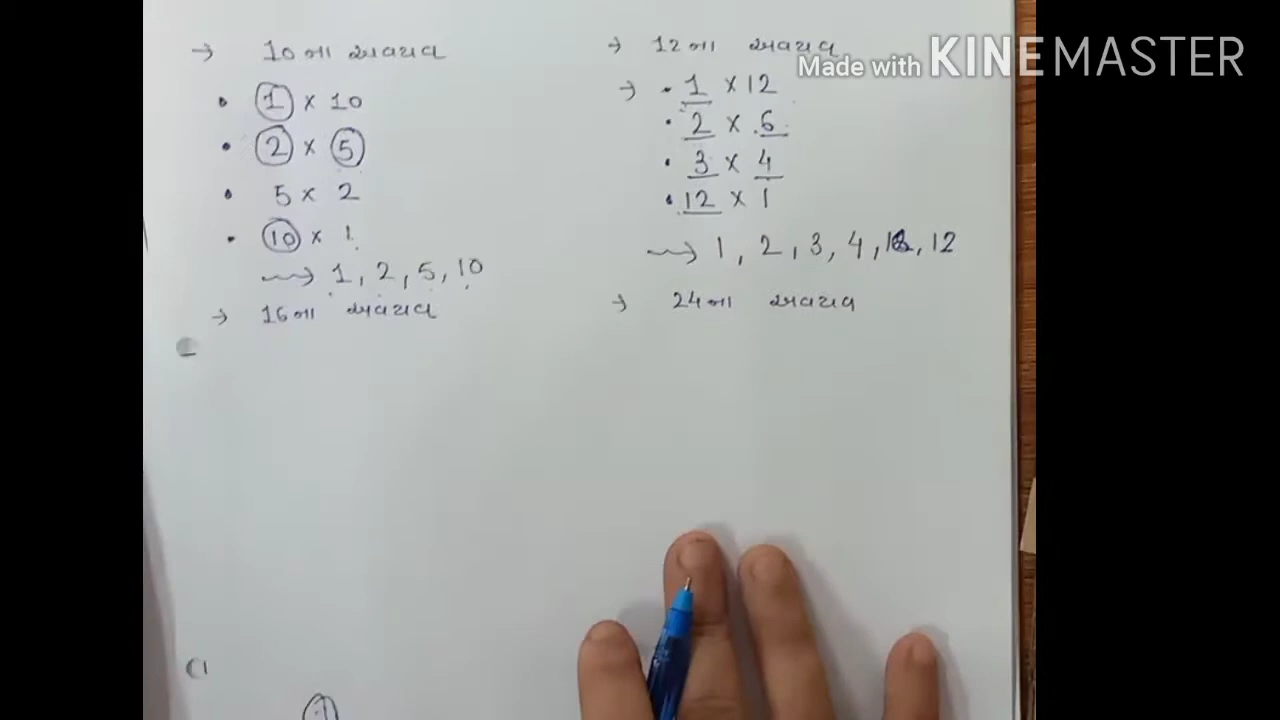 → 10ના અવયવ
• 1 × 10
• 2 × 5
• 5 × 2
• 10 × 1
⇝ 1, 2, 5, 10
→ 16ના અવયવ
→ 12ના અવયવ
Made with KINEMASTER
→ • 1 × 12
• 2 × 6
• 3 × 4
• 12 × 1
⇝ 1, 2, 3, 4, 6, 12
→ 24ના અવયવ